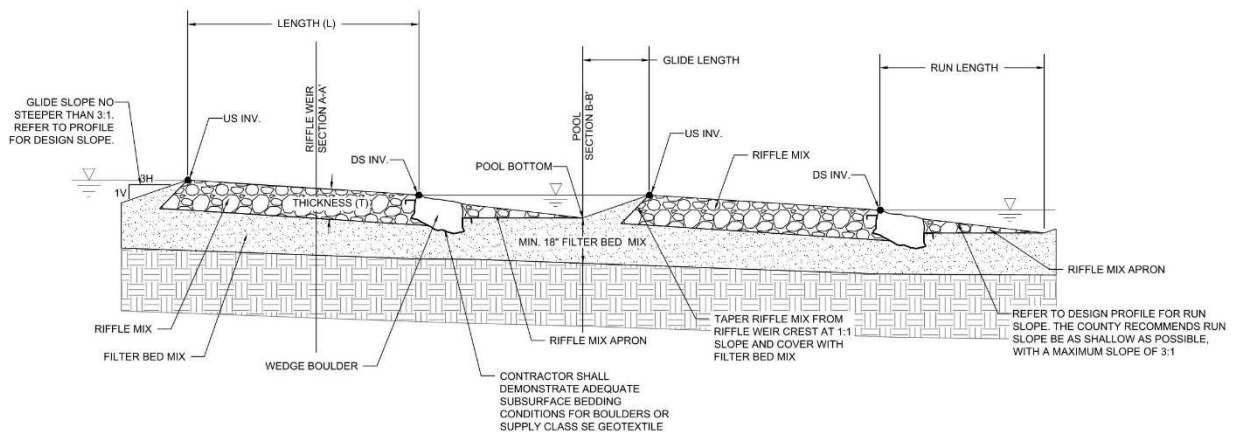 LENGTH (L)
GLIDE LENGTH
RUN LENGTH
GLIDE SLOPE NO
STEEPER THAN 3:1.
REFER TO PROFILE
FOR DESIGN SLOPE.
US INV.
RIFFLE WEIR
SECTION A-A'
DS INV.
POOL BOTTOM
POOL
SECTION B-B'
US INV.
RIFFLE MIX
DS INV.
3H
1V
THICKNESS (T)
MIN. 18" FILTER BED MIX
RIFFLE MIX APRON
RIFFLE MIX
FILTER BED MIX
WEDGE BOULDER
RIFFLE MIX APRON
TAPER RIFFLE MIX FROM
RIFFLE WEIR CREST AT 1:1
SLOPE AND COVER WITH
FILTER BED MIX
REFER TO DESIGN PROFILE FOR RUN
SLOPE. THE COUNTY RECOMMENDS RUN
SLOPE BE AS SHALLOW AS POSSIBLE,
WITH A MAXIMUM SLOPE OF 3:1
CONTRACTOR SHALL
DEMONSTRATE ADEQUATE
SUBSURFACE BEDDING
CONDITIONS FOR BOULDERS OR
SUPPLY CLASS SE GEOTEXTILE